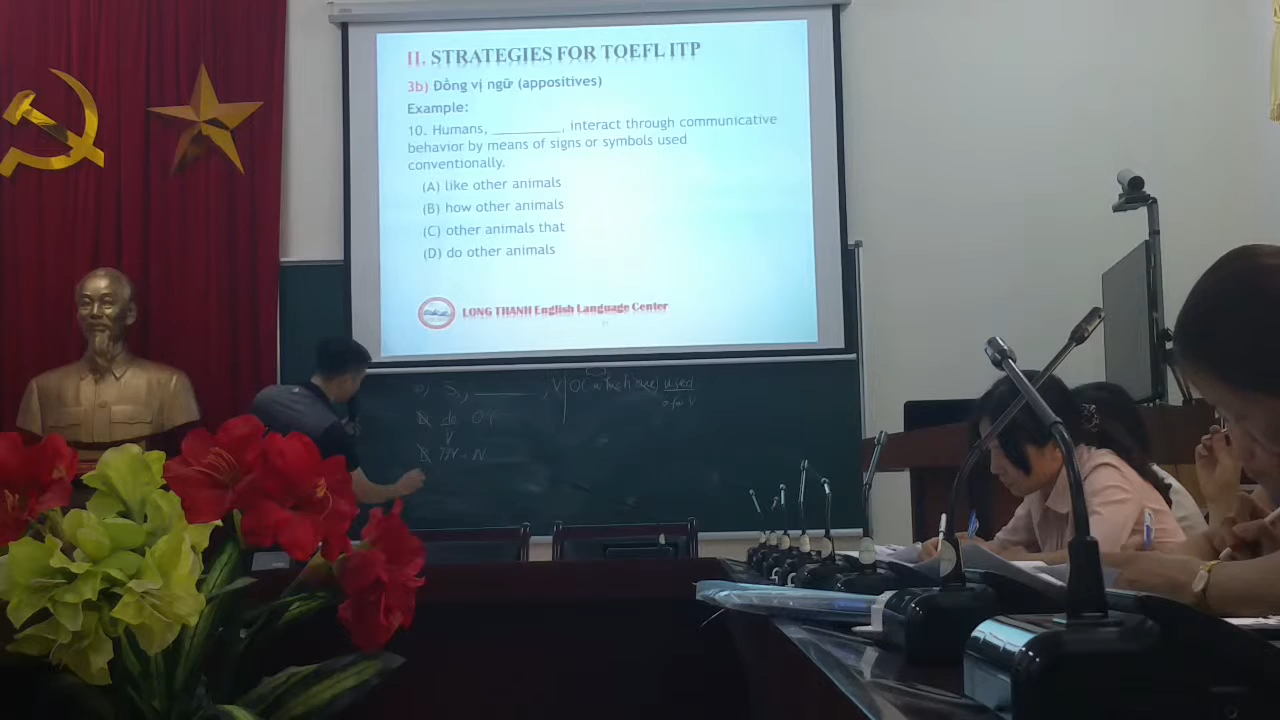 II. STRATEGIES FOR TOEFL ITP
3b) Đồng vị ngữ (appositives)
Example:
10. Humans, __________, interact through communicative
behavior by means of signs or symbols used
conventionally.
(A) like other animals
(B) how other animals
(C) other animals that
(D) do other animals
LONG THANH English Language Center
used